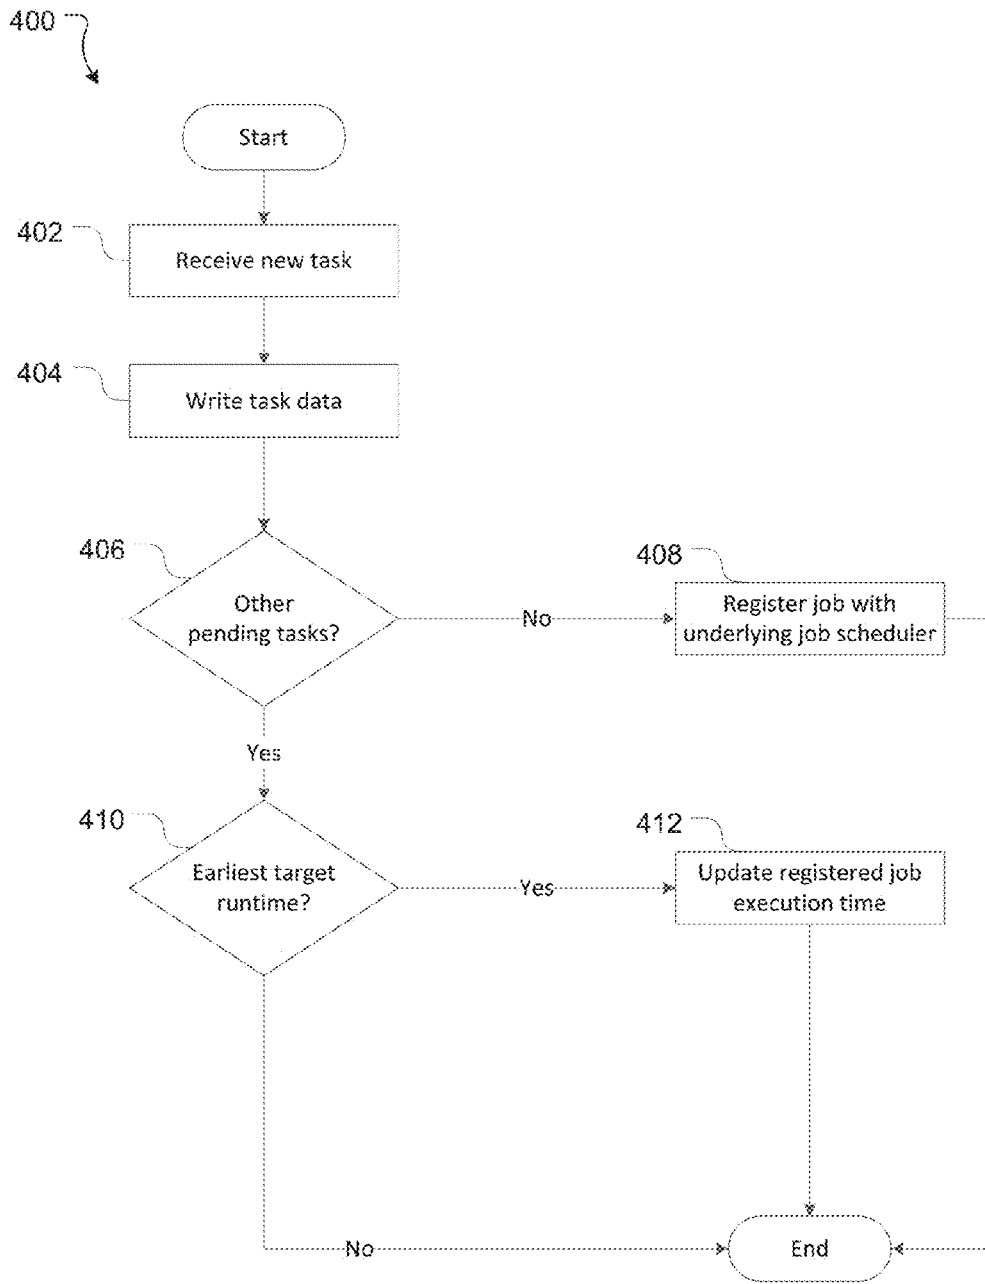 400
Start
402
Receive new task
404
Write task data
406
Other
pending tasks?
No
408
Register job with
underlying job scheduler
Yes
410
Earliest target
runtime?
Yes
412
Update registered job
execution time
No
End